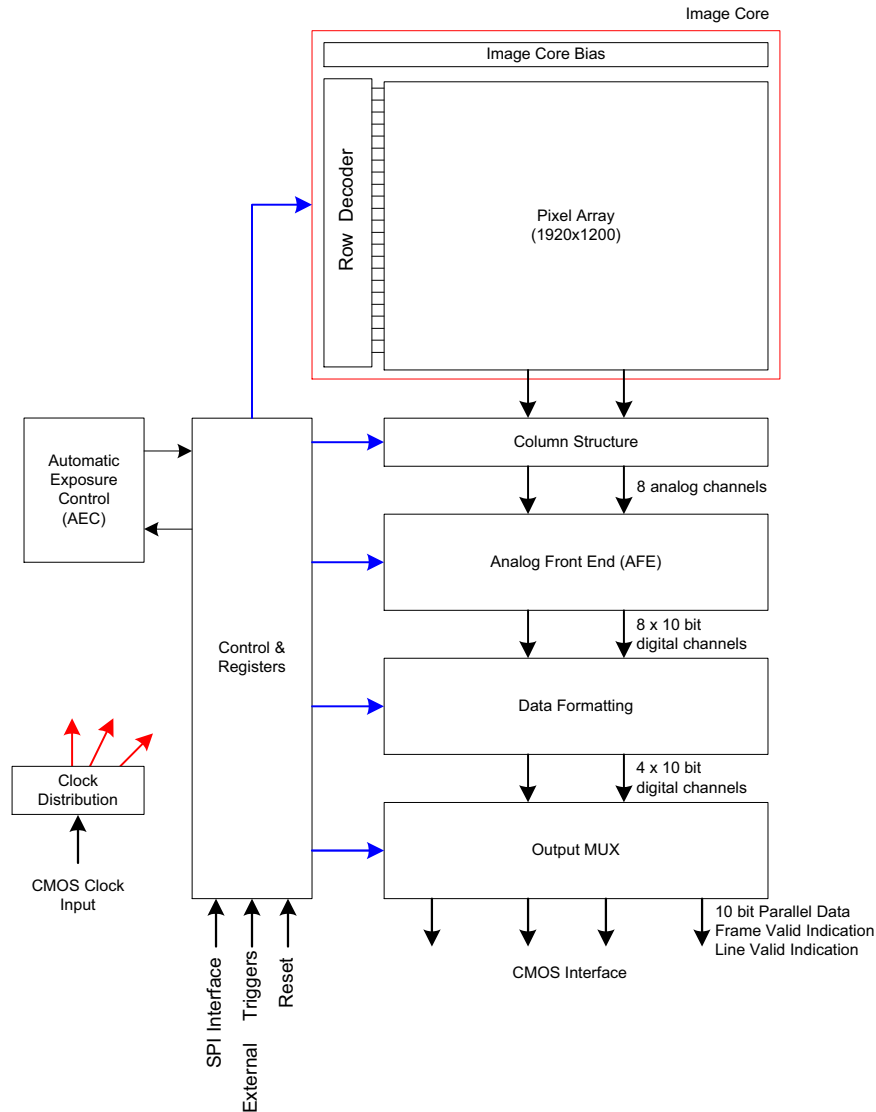 Image Core
Image Core Bias
Row Decoder
Pixel Array
(1920x1200)
Automatic
Exposure
Control
(AEC)
Column Structure
8 analog channels
Analog Front End (AFE)
8 x 10 bit
digital channels
Control &
Registers
Data Formatting
4 x 10 bit
digital channels
Clock
Distribution
Output MUX
CMOS Clock
Input
10 bit Parallel Data
Frame Valid Indication
Line Valid Indication
CMOS Interface
SPI Interface
External Triggers
Reset